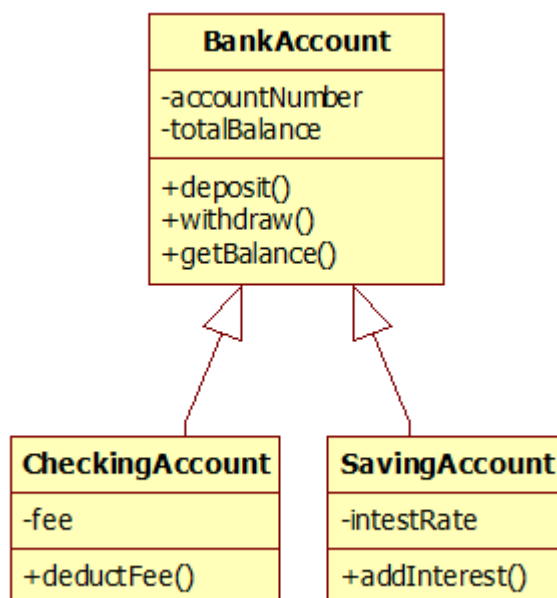 BankAccount
-accountNumber
-totalBalance
+deposit()
+withdraw()
+getBalance()
CheckingAccount
-fee
+deductFee()
SavingAccount
-intestRate
+addInterest()